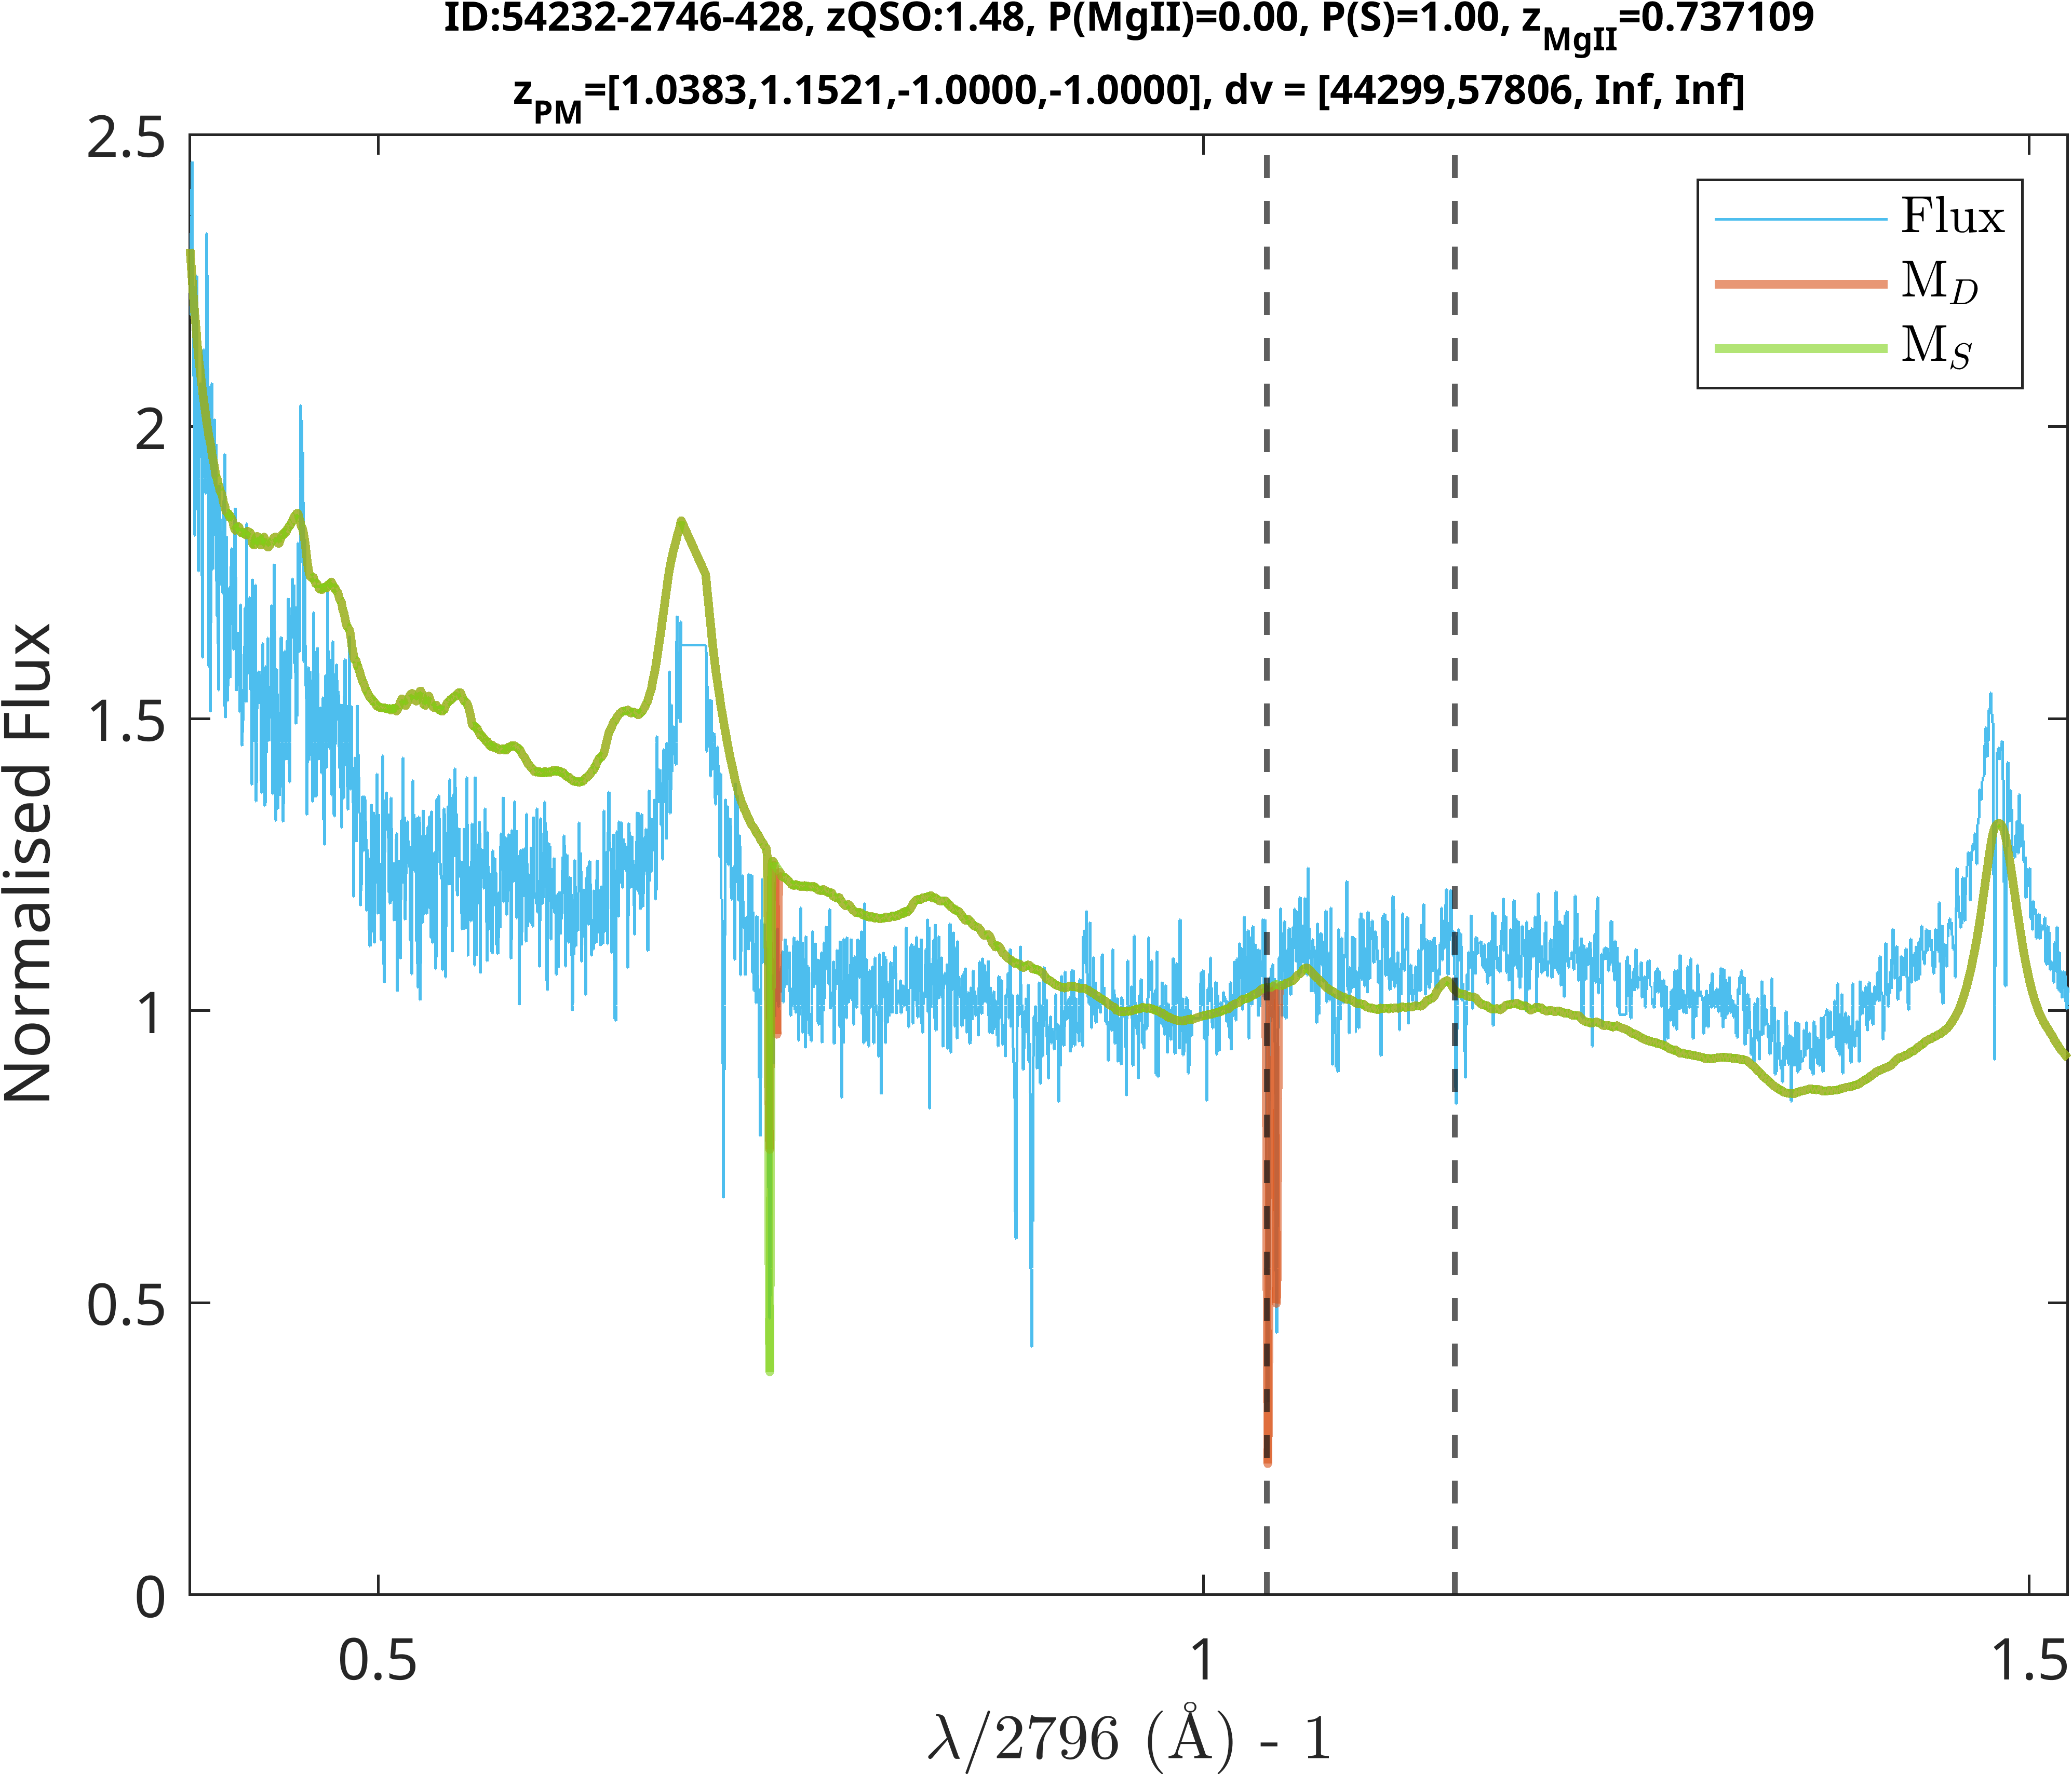 ID:54232-2746-428, zQSO:1.48, P(MgII)=0.00, P(S)=1.00, zMgII=0.737109
zPM=[1.0383,1.1521,-1.0000,-1.0000], dv = [44299,57806, Inf, Inf]
2.5
2
1.5
1
0.5
0
Normalised Flux
Flux
MD
MS
0.5
1
1.5
λ/2796 (Å) - 1